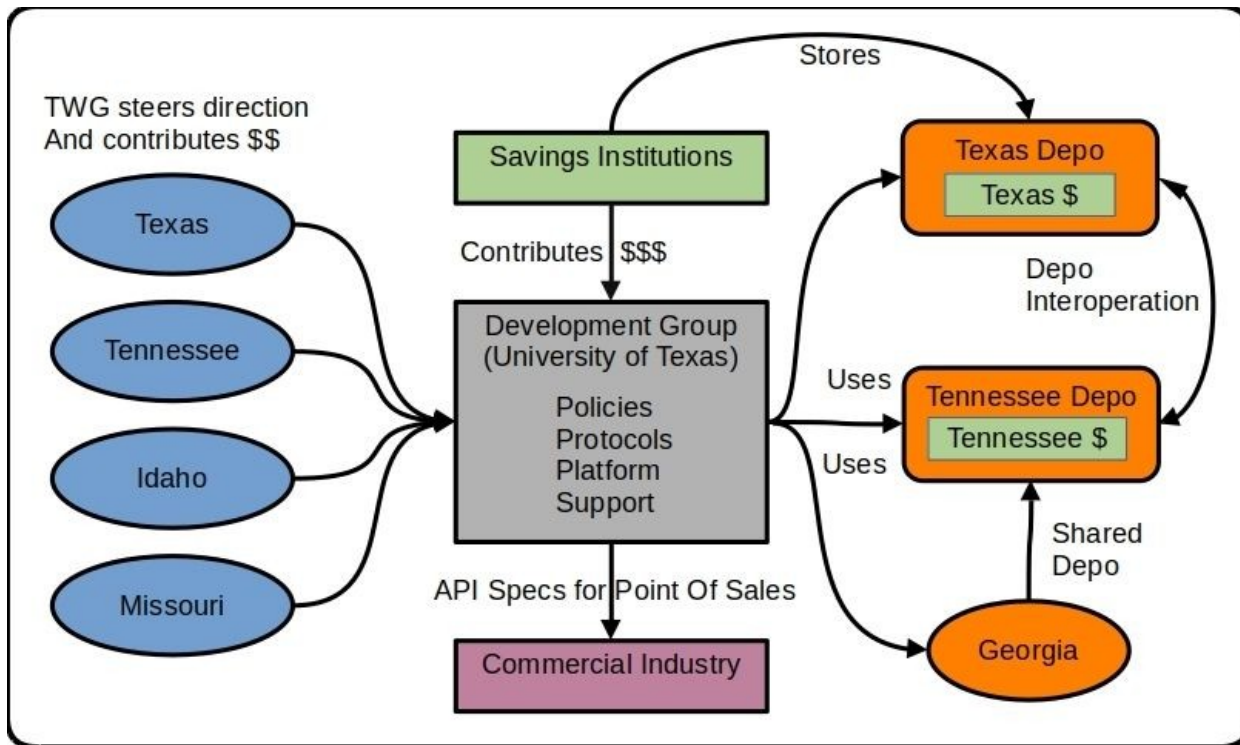 Stores
TWG steers direction
And contributes $$
Savings Institutions
Texas Depo
Texas $
Texas
Contributes $$$
Depo
Interoperation
Development Group
(University of Texas)
Tennessee
Policies
Protocols
Platform
Support
Uses
Tennessee Depo
Tennessee $
Uses
Idaho
Shared
Depo
Missouri
API Specs for Point Of Sales
Commercial Industry
Georgia